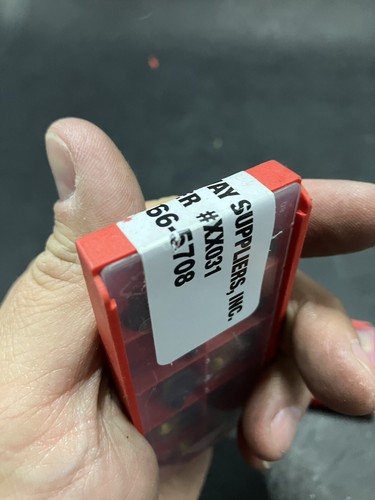 AY SUPPLIERS, INC.
R #XX031
66-5708